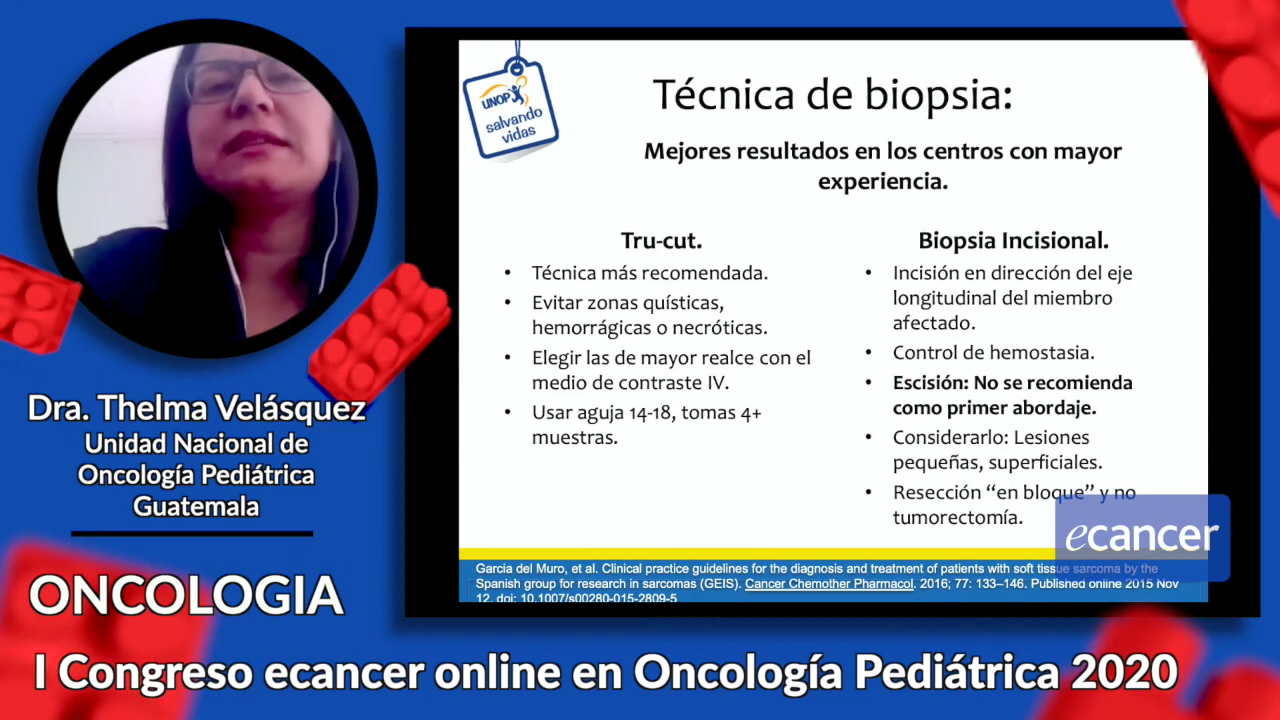 UNOP
salvando
vidas
Técnica de biopsia:
Mejores resultados en los centros con mayor
experiencia.
Tru-cut.
• Técnica más recomendada.
• Evitar zonas quísticas,
hemorrágicas o necróticas.
• Elegir las de mayor realce con el
medio de contraste IV.
• Usar aguja 14-18, tomas 4+
muestras.
Biopsia Incisional.
• Incisión en dirección del eje
longitudinal del miembro
afectado.
• Control de hemostasia.
• Escisión: No se recomienda
como primer abordaje.
• Considerarlo: Lesiones
pequeñas, superficiales.
• Resección “en bloque” y no
tumorectomía.
ecancer
Garcia del Muro, et al. Clinical practice guidelines for the diagnosis and treatment of patients with soft tissue sarcoma by the
Spanish group for research in sarcomas (GEIS). Cancer Chemother Pharmacol. 2016; 77: 133–146. Published online 2015 Nov
12. doi: 10.1007/s00280-015-2809-5
Dra. Thelma Velásquez
Unidad Nacional de
Oncología Pediátrica
Guatemala
ONCOLOGIA
I Congreso ecancer online en Oncología Pediátrica 2020